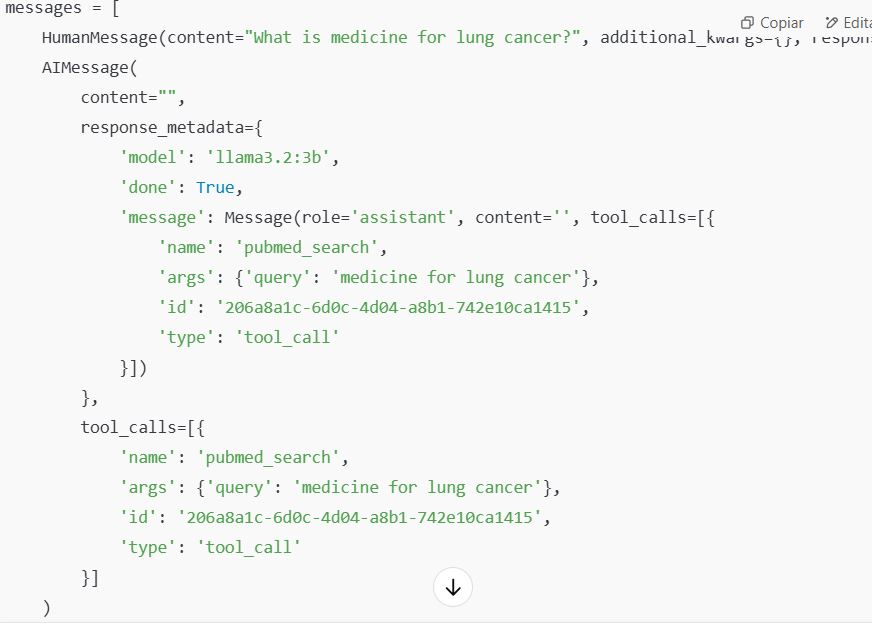 messages = [
Copiar Edita
HumanMessage(content="What is medicine for lung cancer?", additional_kwargs={}, respon
AIMessage(
content="",
response_metadata={
'model': 'llama3.2:3b',
'done': True,
'message': Message(role='assistant', content='', tool_calls=[{
'name': 'pubmed_search',
'args': {'query': 'medicine for lung cancer'},
'id': '206a8a1c-6d0c-4d04-a8b1-742e10ca1415',
'type': 'tool_call'
}])
},
tool_calls=[{
'name': 'pubmed_search',
'args': {'query': 'medicine for lung cancer'},
'id': '206a8a1c-6d0c-4d04-a8b1-742e10ca1415',
'type': 'tool_call'
}]
)